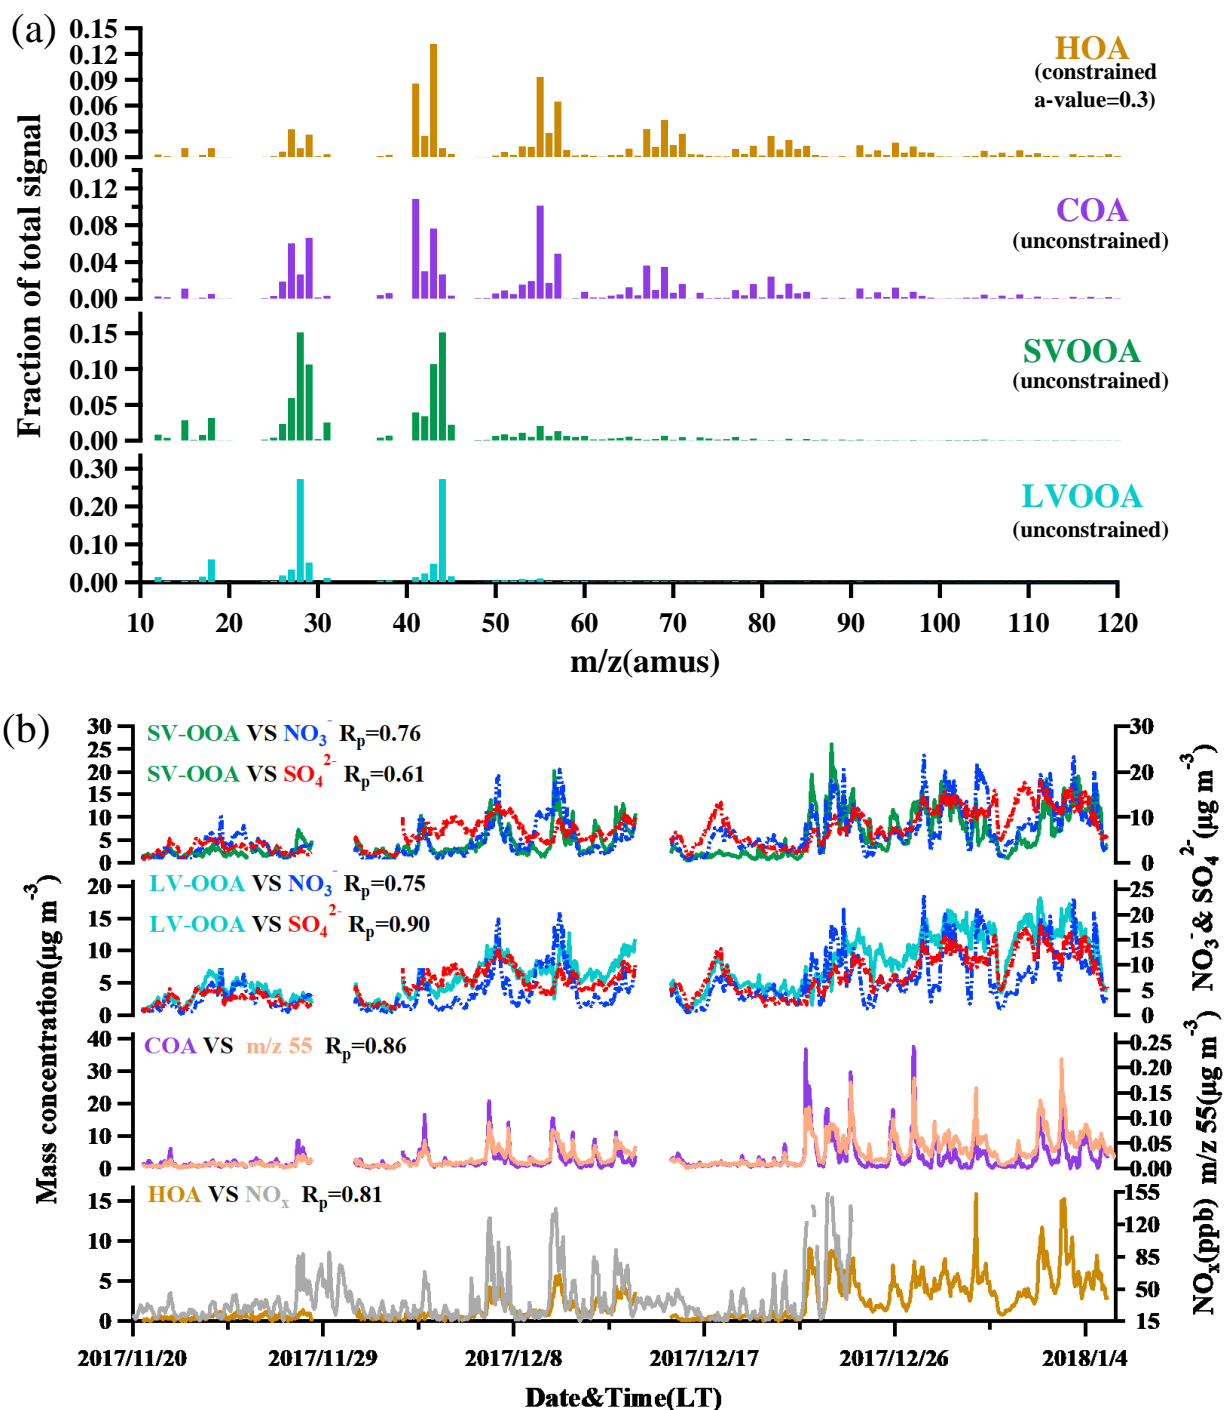 (a)
Fraction of total signal
0.15
0.12
0.09
0.06
0.03
0.00
HOA
(constrained
a-value=0.3)
0.12
0.08
0.04
0.00
COA
(unconstrained)
0.15
0.10
0.05
0.00
SVOOA
(unconstrained)
0.30
0.20
0.10
0.00
LVOOA
(unconstrained)
10 20 30 40 50 60 70 80 90 100 110 120
m/z(amus)
(b)
Mass concentration(μg m⁻³)
30
25
20
15
10
5
0
SV-OOA VS NO₃⁻ Rₚ=0.76
SV-OOA VS SO₄²⁻ Rₚ=0.61
30
20
10
0
NO₃⁻ & SO₄²⁻ (μg m⁻³)
20
15
10
5
0
LV-OOA VS NO₃⁻ Rₚ=0.75
LV-OOA VS SO₄²⁻ Rₚ=0.90
25
20
15
10
5
0
40
30
20
10
0
COA VS m/z 55 Rₚ=0.86
0.25
0.20
0.15
0.10
0.05
0.00
m/z 55(μg m⁻³)
15
10
5
0
HOA VS NOₓ Rₚ=0.81
155
120
85
50
15
NOₓ(ppb)
2017/11/20 2017/11/29 2017/12/8 2017/12/17 2017/12/26 2018/1/4
Date&Time(LT)